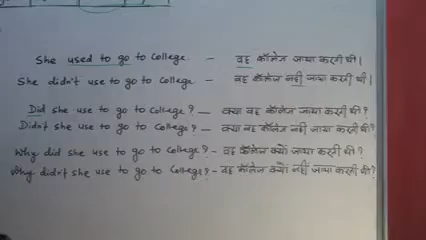 She used to go to College. - वह कॉलेज जाया करती थी।
She didn't use to go to College - वह कॉलेज नहीं जाया करती थी।
Did she use to go to College? - क्या वह कॉलेज जाया करती थी?
Didn't she use to go to College? - क्या वह कॉलेज नहीं जाया करती थी?
Why did she use to go to College? - वह कॉलेज क्यों जाया करती थी?
Why didn't she use to go to College? - वह कॉलेज क्यों नहीं जाया करती थी?